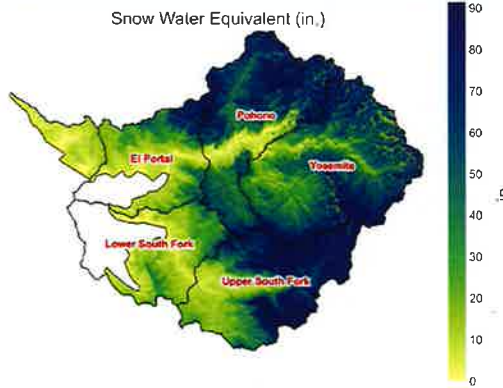 Snow Water Equivalent (in.)
90
80
70
60
50
40
30
20
10
0
in
Pohono
El Portal
Yosemite
Lower South Fork
Upper South Fork